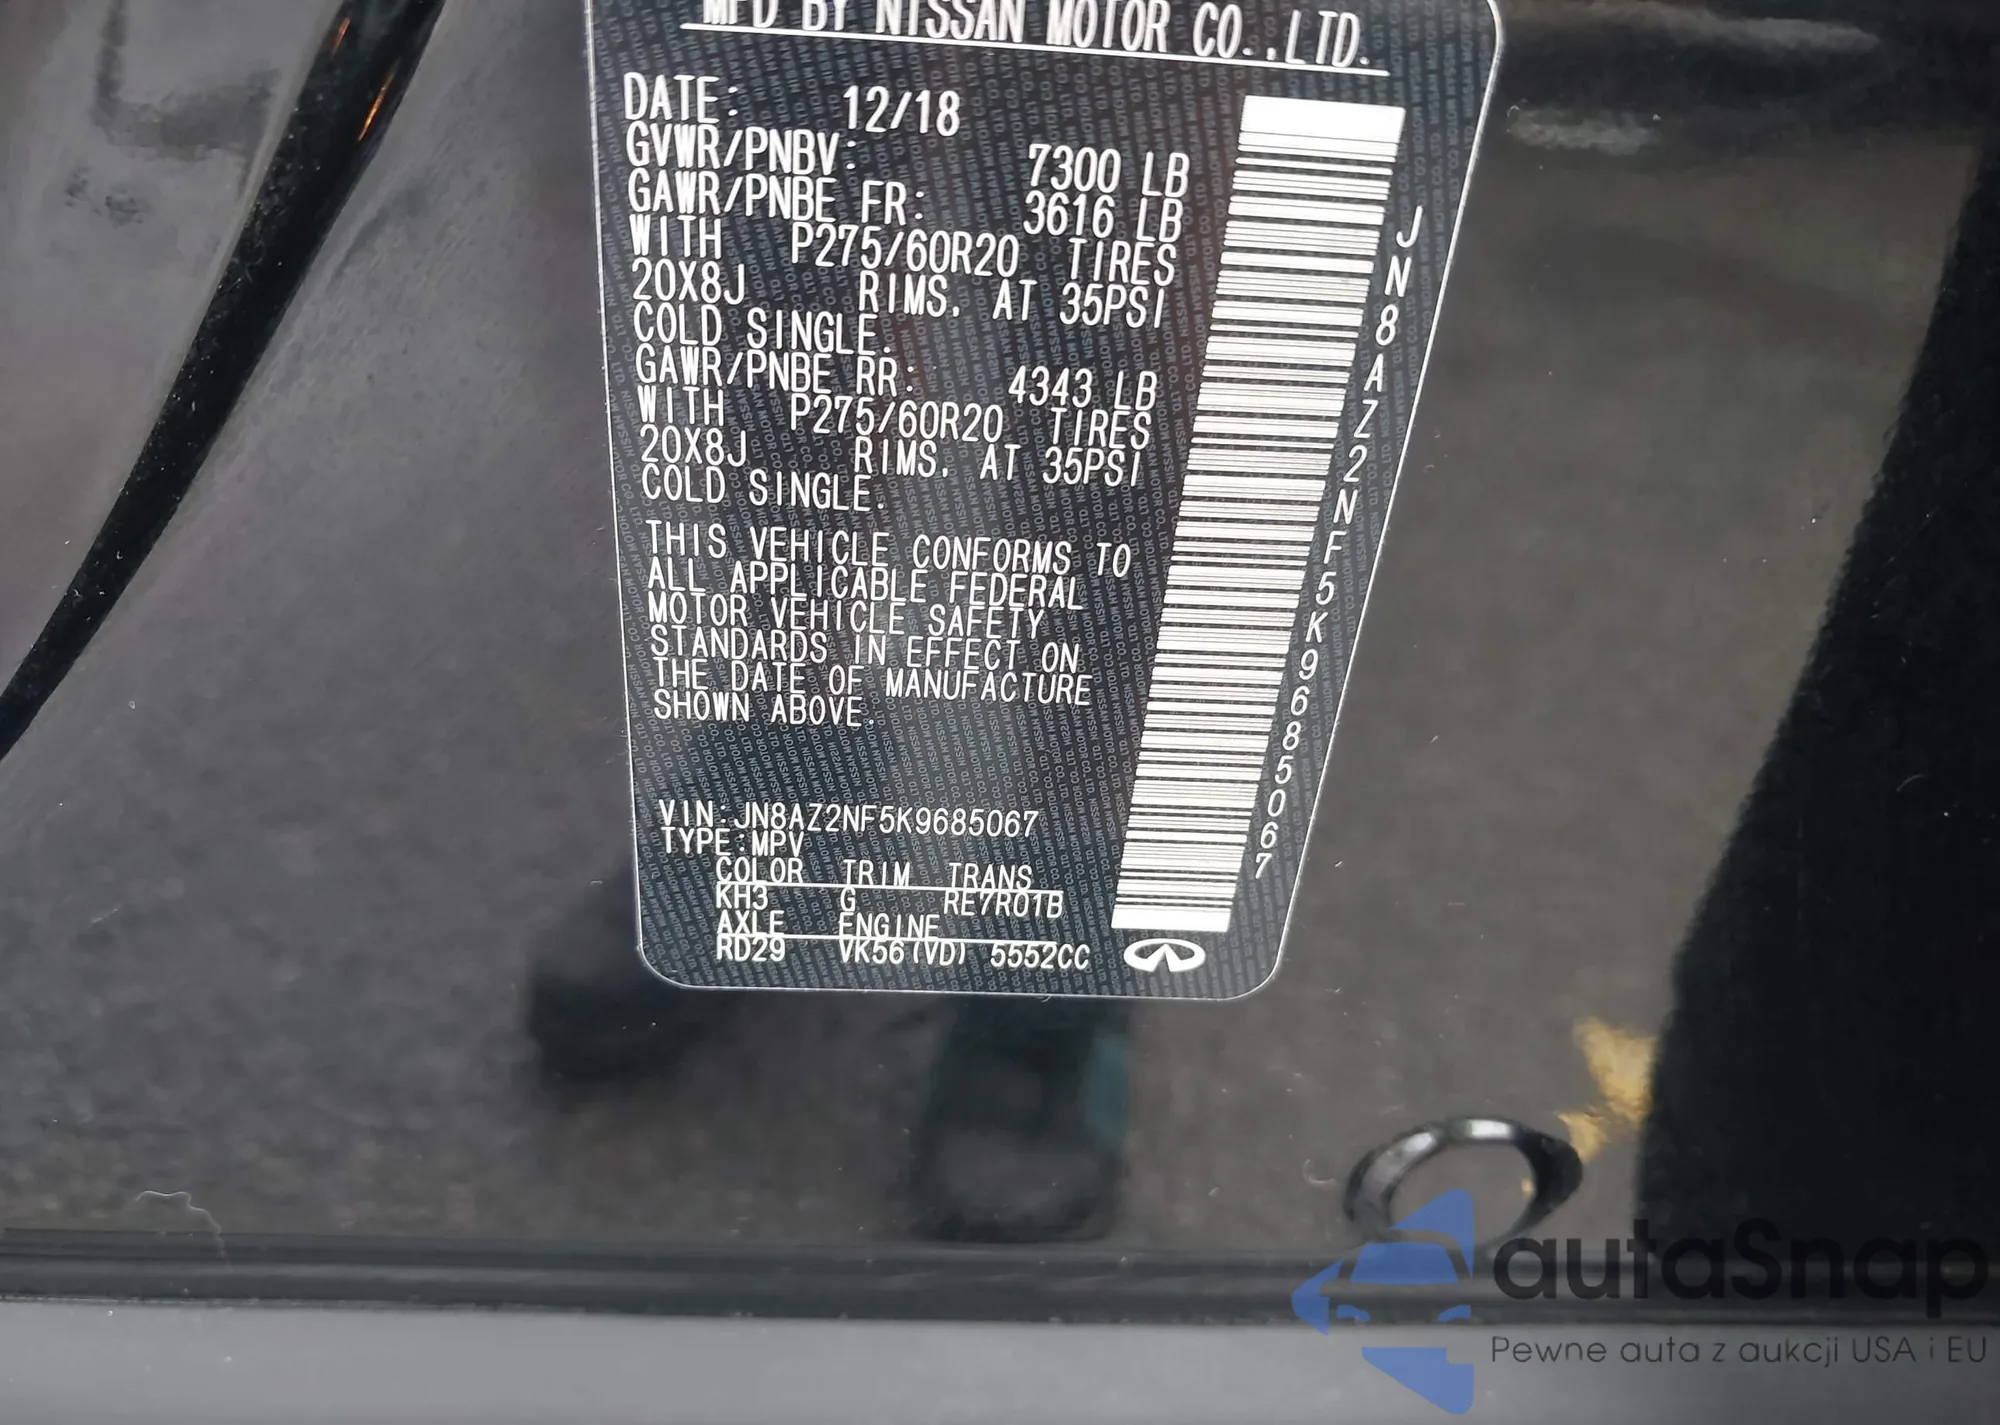 MFD BY NISSAN MOTOR CO.,LTD.
DATE: 12/18
GVWR/PNBV: 7300 LB
GAWR/PNBE FR: 3616 LB
WITH P275/60R20 TIRES
20X8J RIMS, AT 35PSI
COLD SINGLE.
GAWR/PNBE RR: 4343 LB
WITH P275/60R20 TIRES
20X8J RIMS, AT 35PSI
COLD SINGLE.
THIS VEHICLE CONFORMS TO
ALL APPLICABLE FEDERAL
MOTOR VEHICLE SAFETY
STANDARDS IN EFFECT ON
THE DATE OF MANUFACTURE
SHOWN ABOVE.
VIN:JN8AZ2NF5K9685067
TYPE:MPV
COLOR TRIM TRANS
KH3 G RE7R01B
AXLE ENGINE
RD29 VK56(VD) 5552CC
JN8AZ2NF5K9685067
autaSnap
Pewne auta z aukcji USA i EU